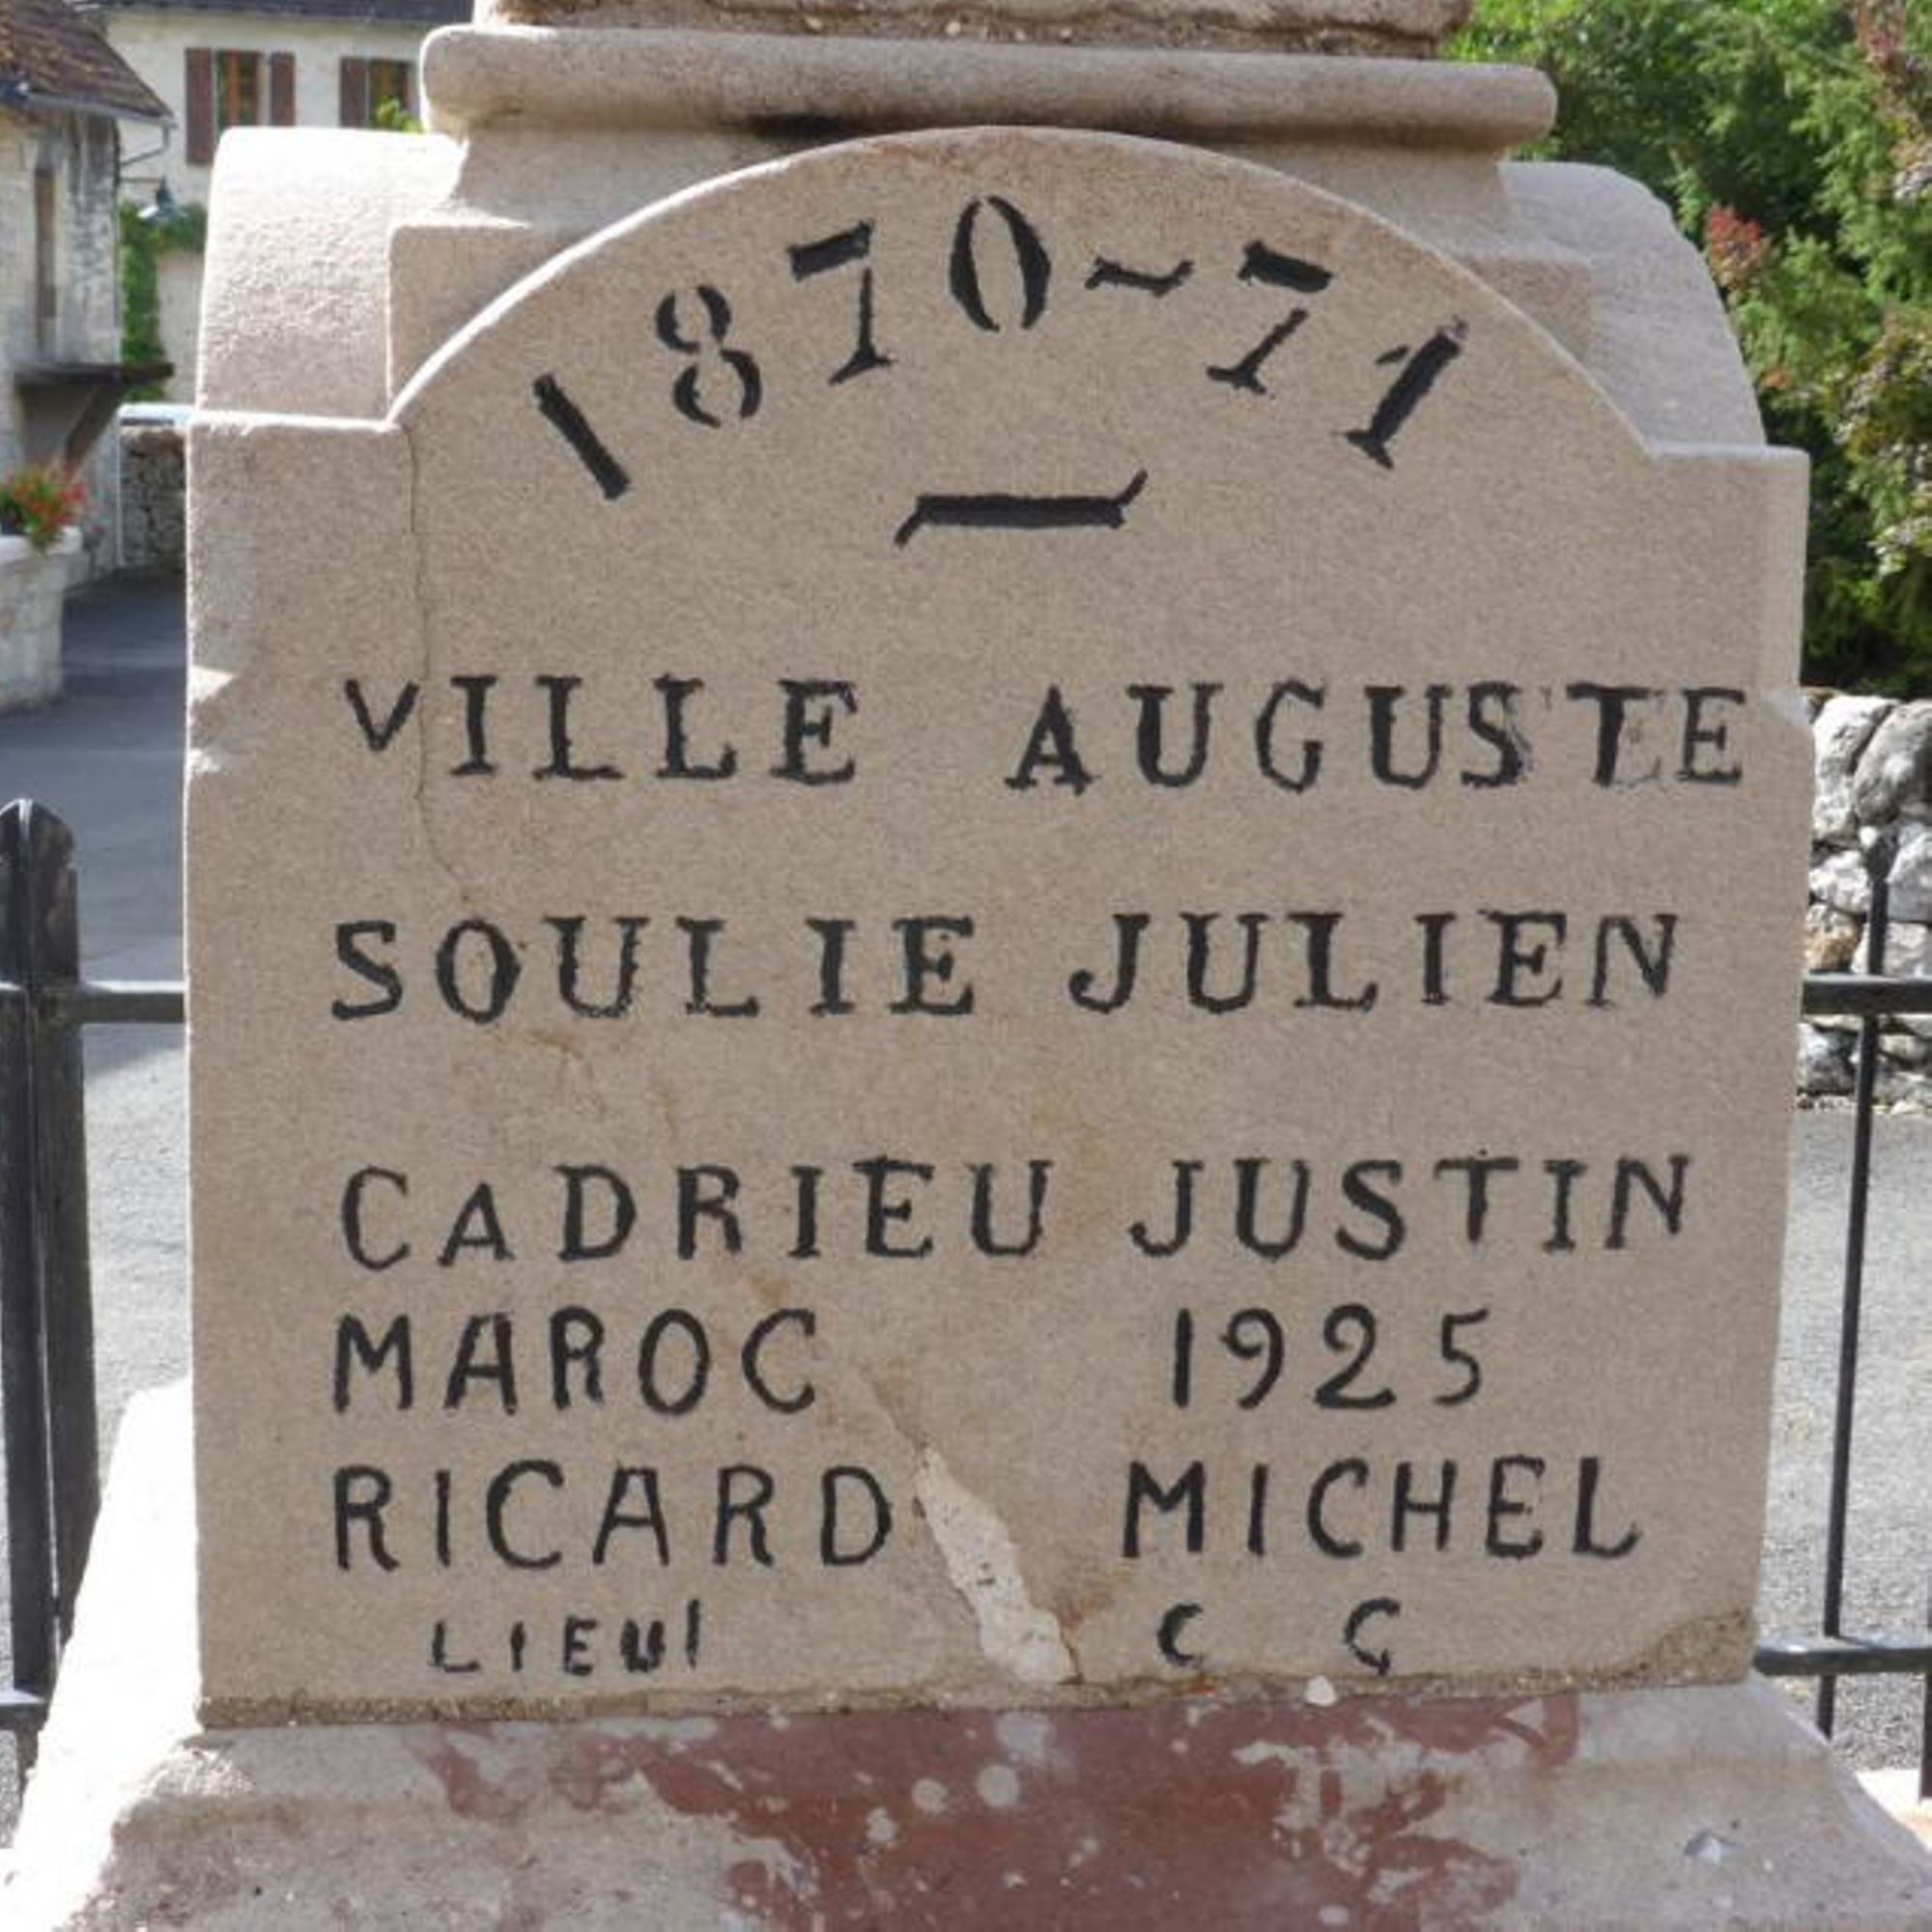 1870~71
VILLE AUGUSTE
SOULIE JULIEN
CADRIEU JUSTIN
MAROC 1925
RICARD MICHEL
LIEUT C G